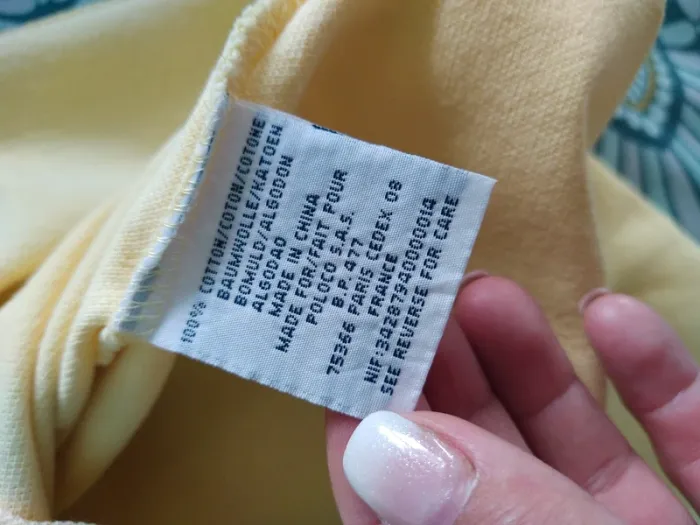 100% COTTON/COTON/COTONE
BAUMWOLLE/KATOEN
BOMULD/ALGODON
ALGODAO
MADE IN CHINA
MADE FOR/FAIT POUR
POLOCO S.A.S.
B.P. 477
75366 PARIS CEDEX 08
FRANCE
NIF:34287940000014
SEE REVERSE FOR CARE